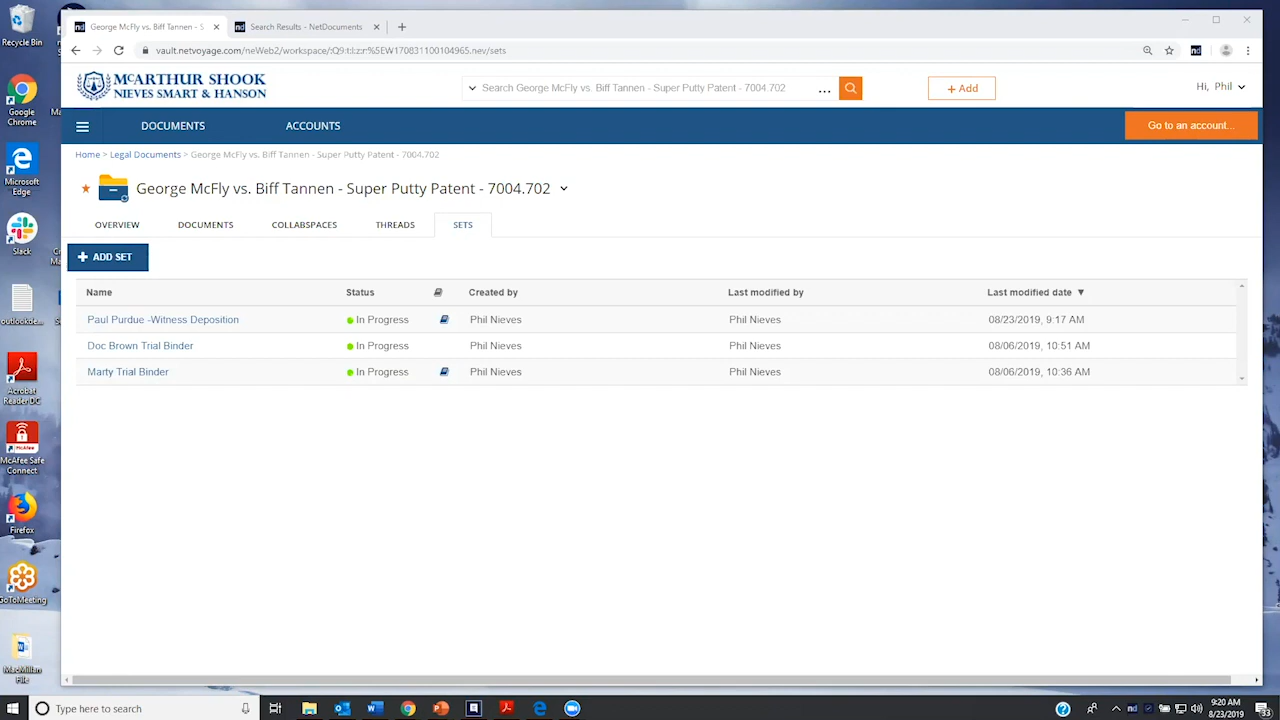 Recycle Bin
Google Chrome
Microsoft Edge
Slack
outlookde...
Acrobat Reader DC
McAfee Safe Connect
Firefox
GoToMeeting
MacMillan File
George McFly vs. Biff Tannen - S
Search Results - NetDocuments
vault.netvoyage.com/neWeb2/workspace/:Q9:t:l:z:r:%5EW170831100104965.nev/sets
McARTHUR SHOOK
NIEVES SMART & HANSON
Search George McFly vs. Biff Tannen - Super Putty Patent - 7004.702
...
+ Add
Hi, Phil
DOCUMENTS
ACCOUNTS
Go to an account...
Home > Legal Documents > George McFly vs. Biff Tannen - Super Putty Patent - 7004.702
George McFly vs. Biff Tannen - Super Putty Patent - 7004.702
OVERVIEW DOCUMENTS COLLABSPACES THREADS SETS
+ ADD SET
Name Status Created by Last modified by Last modified date ▼
Paul Purdue -Witness Deposition In Progress Phil Nieves Phil Nieves 08/23/2019, 9:17 AM
Doc Brown Trial Binder In Progress Phil Nieves Phil Nieves 08/06/2019, 10:51 AM
Marty Trial Binder In Progress Phil Nieves Phil Nieves 08/06/2019, 10:36 AM
Type here to search
9:20 AM
8/23/2019
33